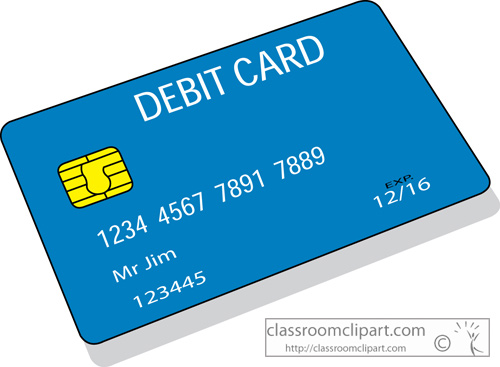 DEBIT CARD
1234 4567 7891 7889
EXP.
12/16
Mr Jim
123445
classroomclipart.com
http://classroomclipart.com
©